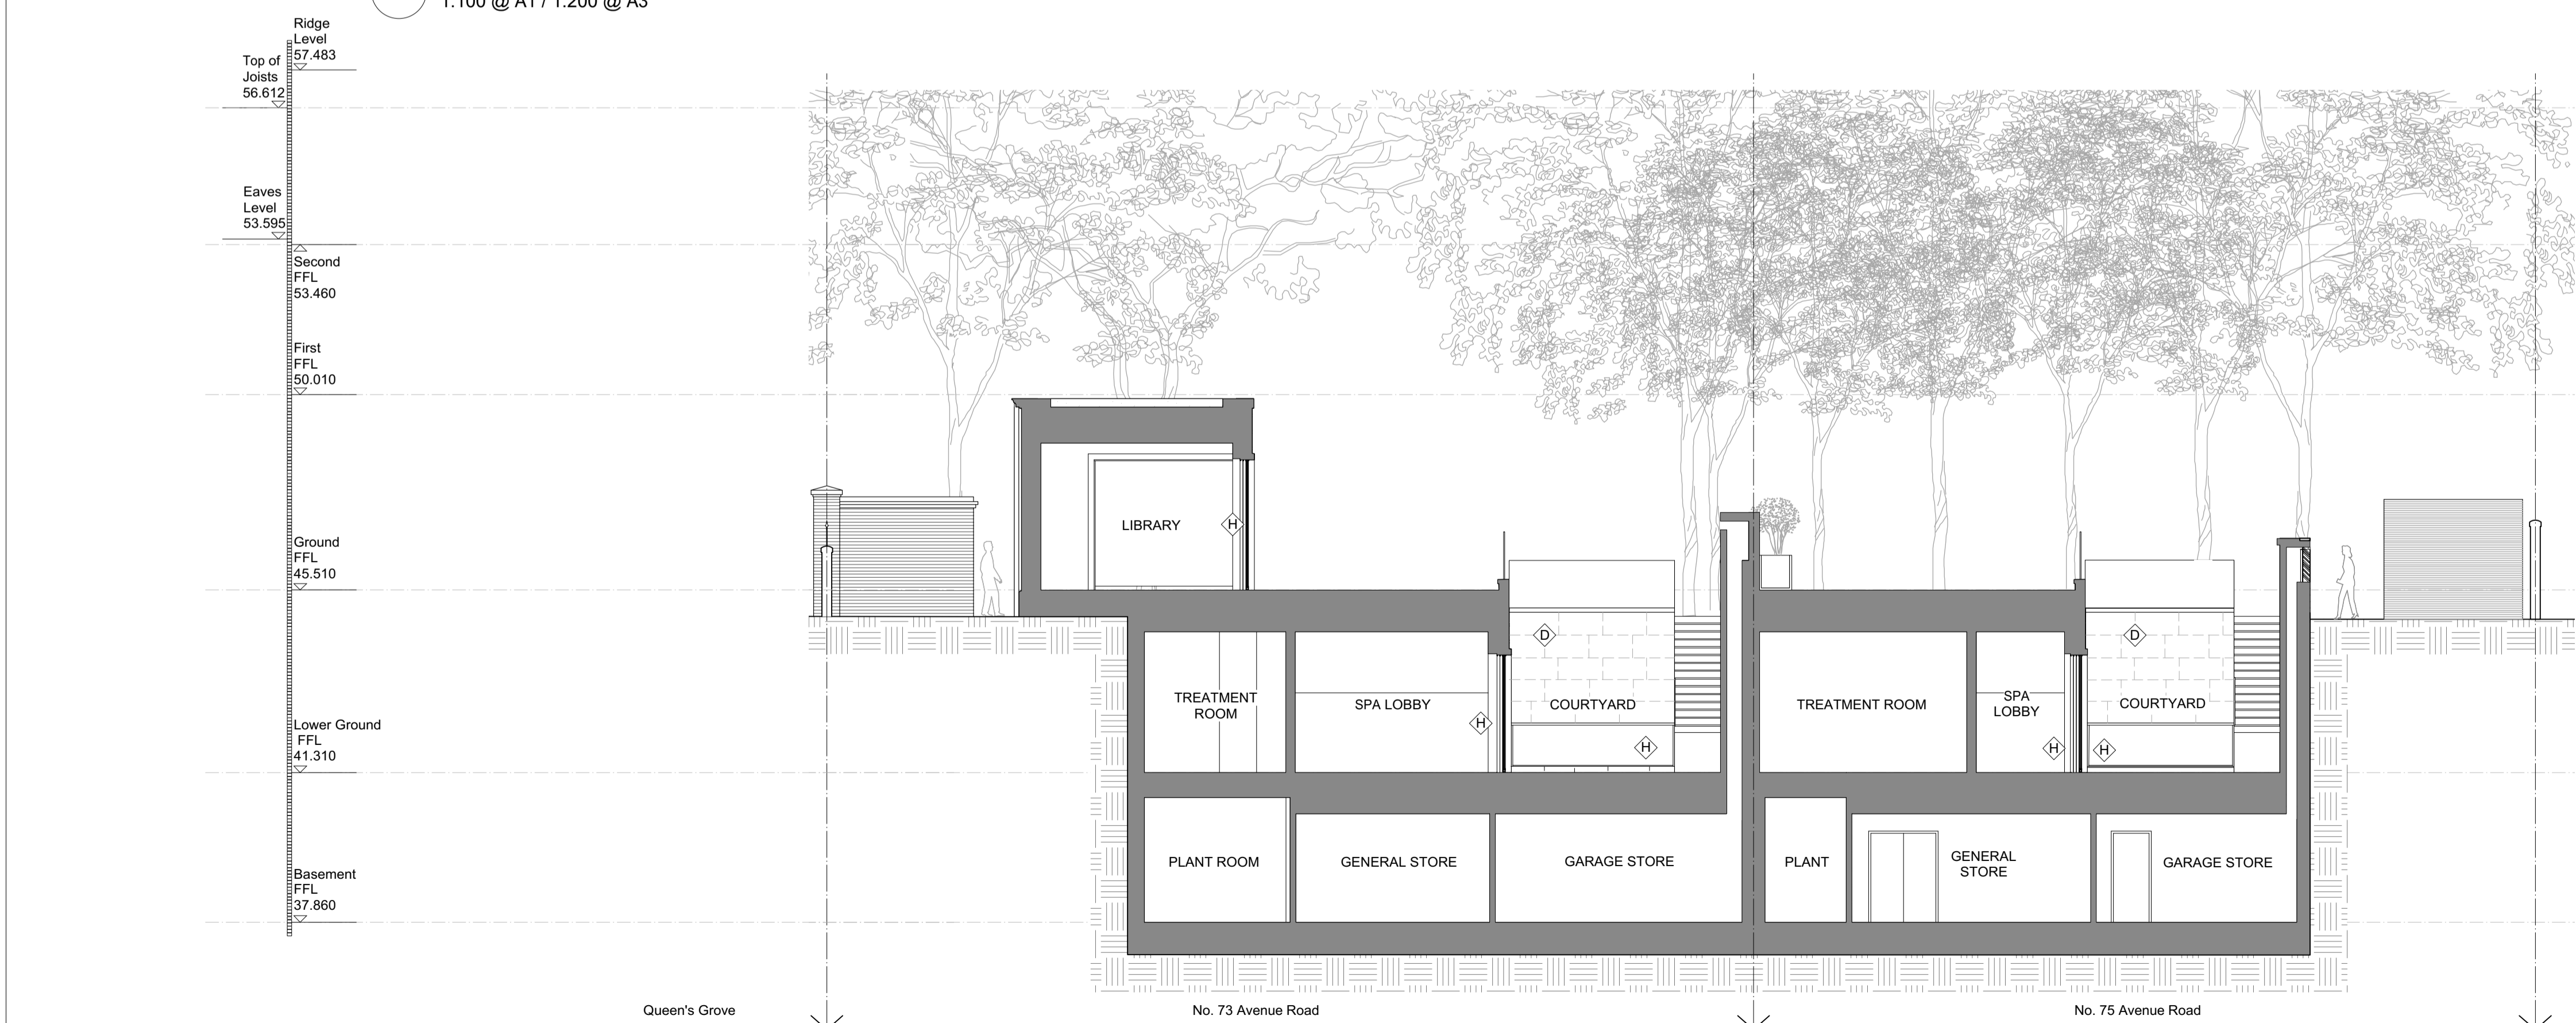 1:100 @ A1 / 1:200 @ A3
Ridge
Level
57.483
Top of
Joists
56.612
Eaves
Level
53.595
Second
FFL
53.460
First
FFL
50.010
Ground
FFL
45.510
Lower Ground
FFL
41.310
Basement
FFL
37.860
LIBRARY
H
D
D
TREATMENT
ROOM
SPA LOBBY
H
COURTYARD
H
TREATMENT ROOM
SPA
LOBBY
H
COURTYARD
H
PLANT ROOM
GENERAL STORE
GARAGE STORE
PLANT
GENERAL
STORE
GARAGE STORE
Queen's Grove
No. 73 Avenue Road
No. 75 Avenue Road